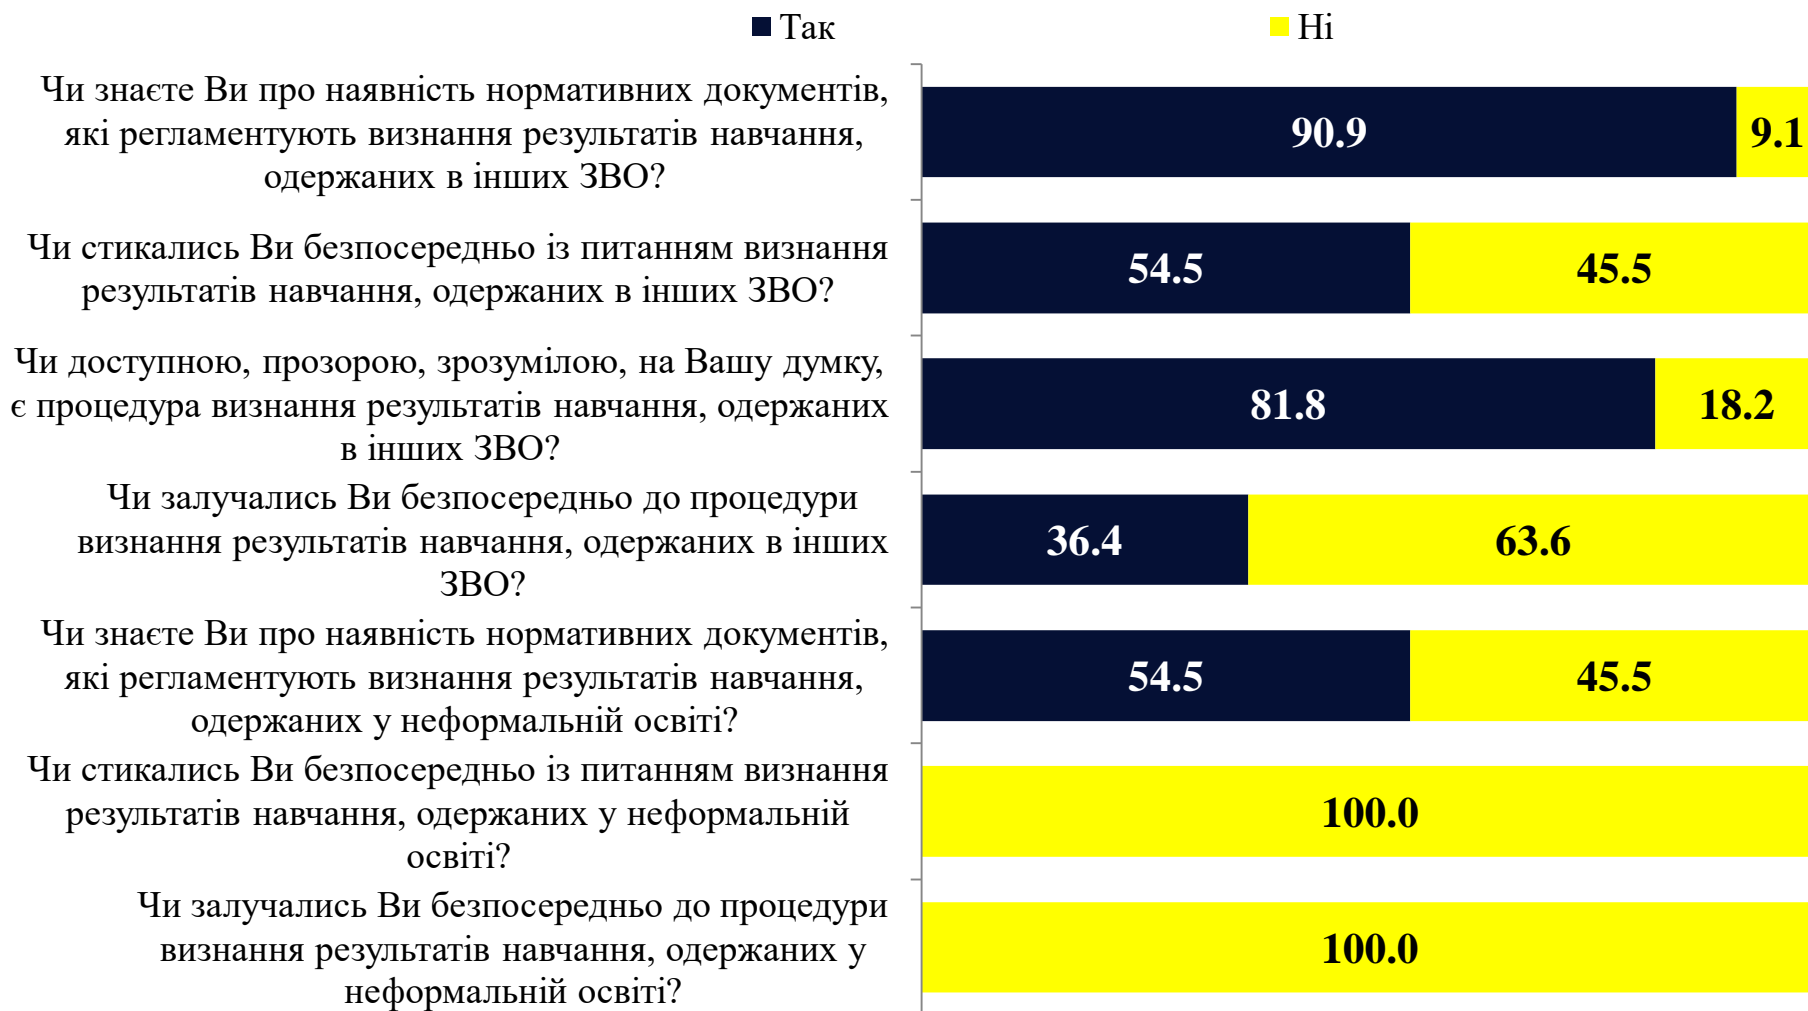 Так Ні
Чи знаєте Ви про наявність нормативних документів,
які регламентують визнання результатів навчання,
одержаних в інших ЗВО?
90.9 9.1
Чи стикались Ви безпосередньо із питанням визнання
результатів навчання, одержаних в інших ЗВО?
54.5 45.5
Чи доступною, прозорою, зрозумілою, на Вашу думку,
є процедура визнання результатів навчання, одержаних
в інших ЗВО?
81.8 18.2
Чи залучались Ви безпосередньо до процедури
визнання результатів навчання, одержаних в інших
ЗВО?
36.4 63.6
Чи знаєте Ви про наявність нормативних документів,
які регламентують визнання результатів навчання,
одержаних у неформальній освіті?
54.5 45.5
Чи стикались Ви безпосередньо із питанням визнання
результатів навчання, одержаних у неформальній
освіті?
100.0
Чи залучались Ви безпосередньо до процедури
визнання результатів навчання, одержаних у
неформальній освіті?
100.0